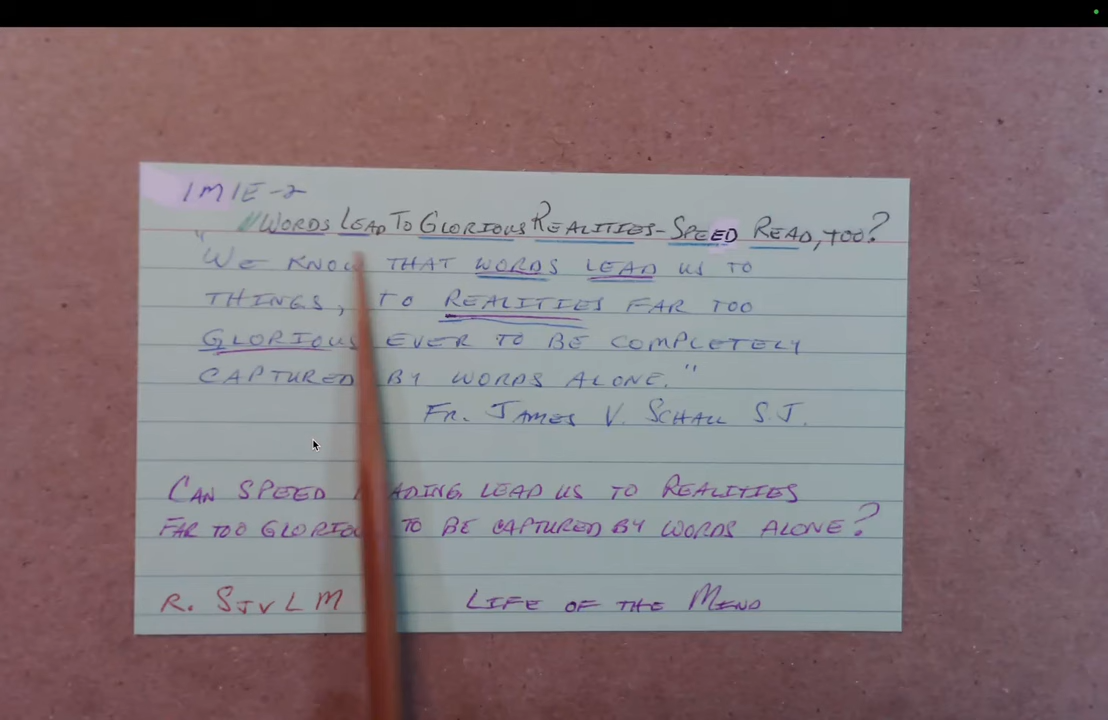 1M1E-2
"WORDS LEAD TO GLORIOUS REALITIES - SPEED READ, TOO?
"WE KNOW THAT WORDS LEAD US TO
THINGS, TO REALITIES FAR TOO
GLORIOUS EVER TO BE COMPLETELY
CAPTURED BY WORDS ALONE."
FR. JAMES V. SCHALL SJ.
CAN SPEED READING LEAD US TO REALITIES
FAR TOO GLORIOUS TO BE CAPTURED BY WORDS ALONE?
R. SJVLM LIFE OF THE MIND